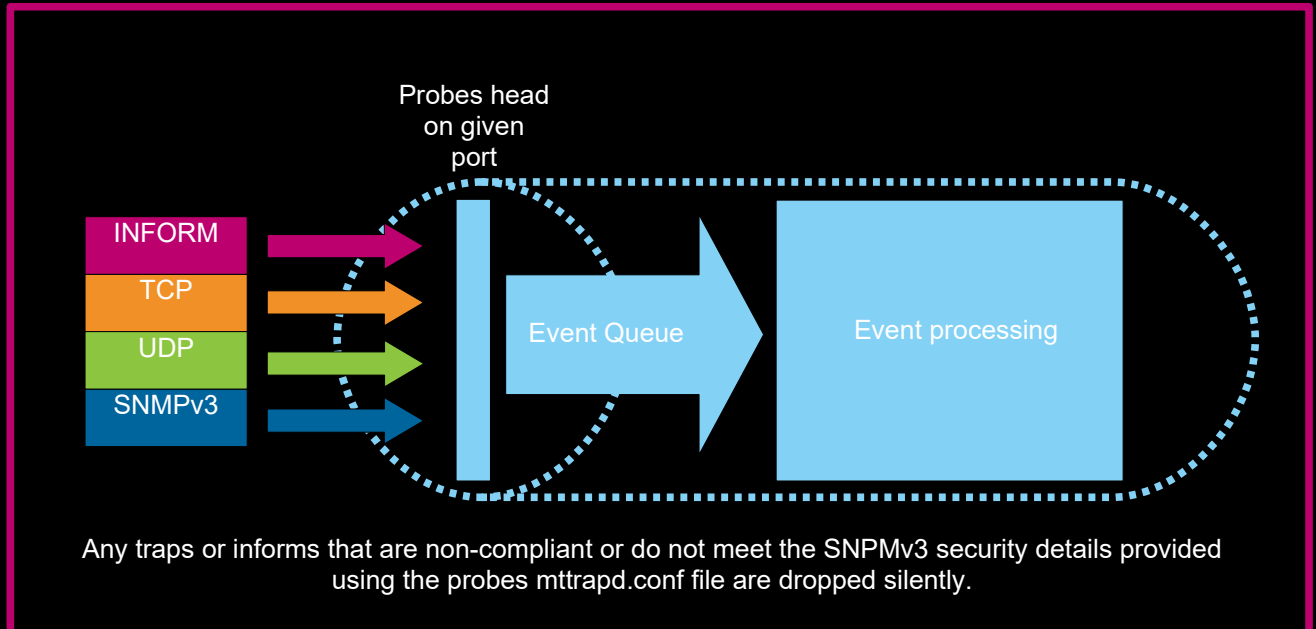 Probes head
on given
port
INFORM
TCP
UDP
SNMPv3
Event Queue
Event processing
Any traps or informs that are non-compliant or do not meet the SNPMv3 security details provided
using the probes mttrapd.conf file are dropped silently.